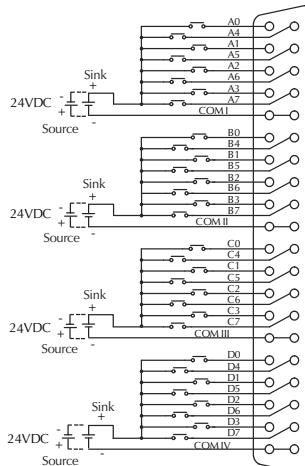 A0
A4
A1
A5
Sink A2
+ A6
- A3
24VDC A7
+ COM I
Source -
B0
B4
B1
B5
Sink B2
+ B6
- B3
24VDC B7
+ COM II
Source -
C0
C4
C1
Sink C5
+ C2
- C6
24VDC C3
+ C7
Source - COM III
D0
D4
D1
D5
Sink D2
+ D6
- D3
24VDC D7
+ COM IV
Source -